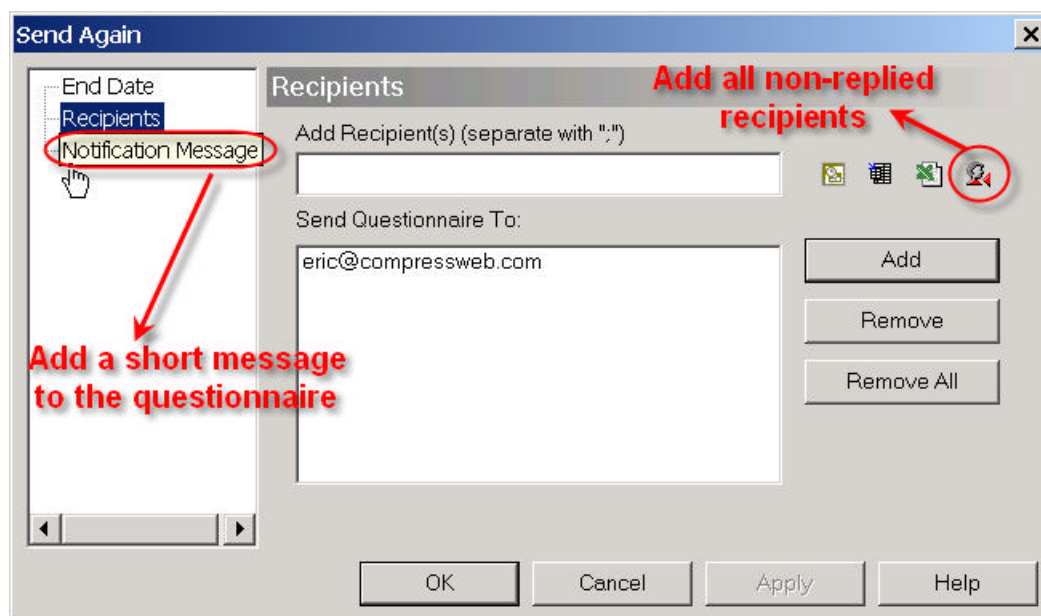 Send Again
End Date
Recipients
Notification Message
Recipients
Add all non-replied
recipients
Add Recipient(s) (separate with ";")
Send Questionnaire To:
eric@compressweb.com
Add
Remove
Remove All
Add a short message
to the questionnaire
OK
Cancel
Apply
Help